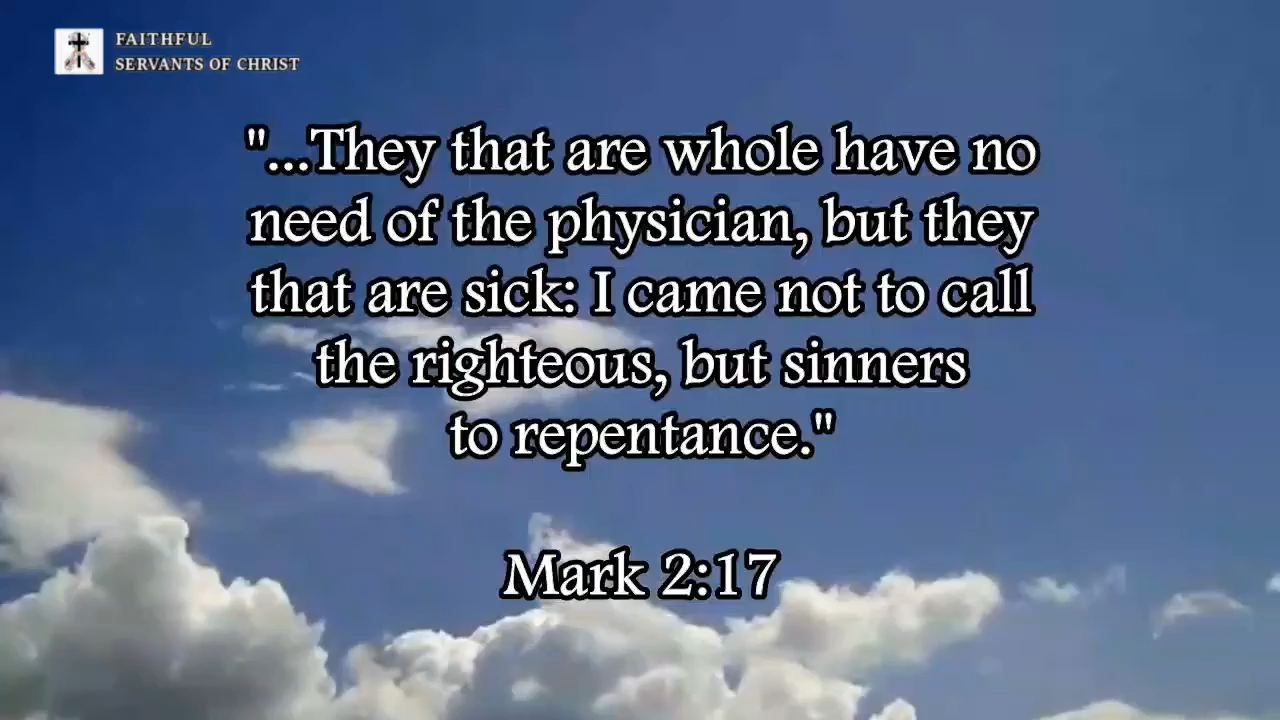 FAITHFUL
SERVANTS OF CHRIST
"...They that are whole have no
need of the physician, but they
that are sick: I came not to call
the righteous, but sinners
to repentance."
Mark 2:17